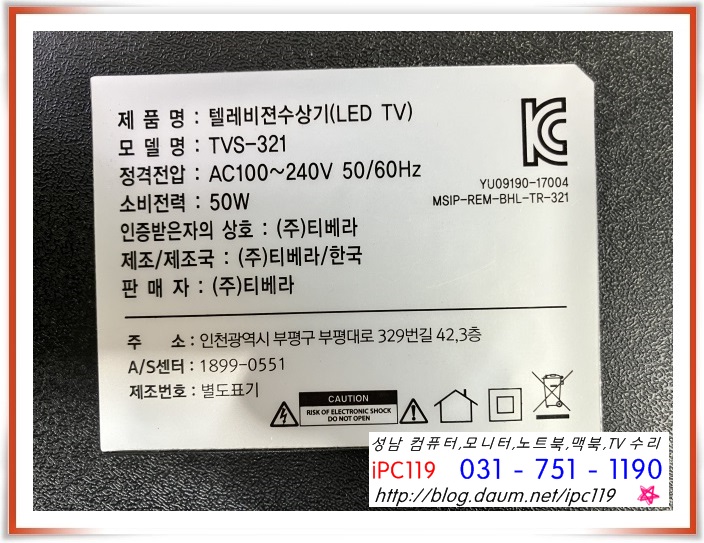 제 품 명 : 텔레비젼수상기(LED TV)
모 델 명 : TVS-321
정격전압 : AC100~240V 50/60Hz
소비전력 : 50W
인증받은자의 상호 : (주)티베라
제조/제조국 : (주)티베라/한국
판 매 자 : (주)티베라
KC
YU09190-17004
MSIP-REM-BHL-TR-321
주 소 : 인천광역시 부평구 부평대로 329번길 42,3층
A/S센터 : 1899-0551
제조번호 : 별도표기
CAUTION
RISK OF ELECTRONIC SHOCK
DO NOT OPEN
성남 컴퓨터,모니터,노트북,맥북,TV 수리
iPC119 031 - 751 - 1190
http://blog.daum.net/ipc119